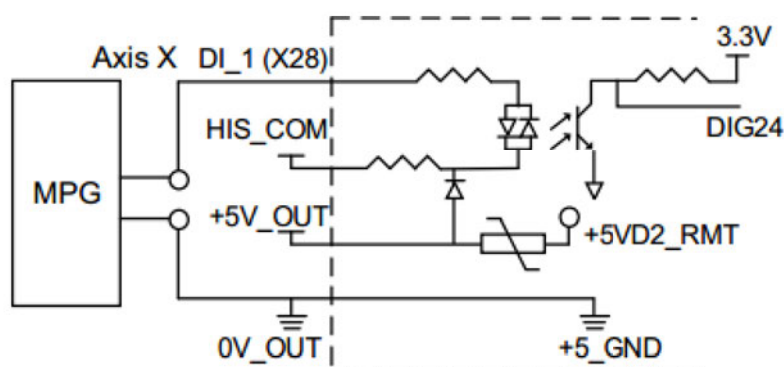 3.3V
Axis X DI_1 (X28)
DIG24
HIS_COM
MPG
+5V_OUT
+5VD2_RMT
0V_OUT
+5_GND